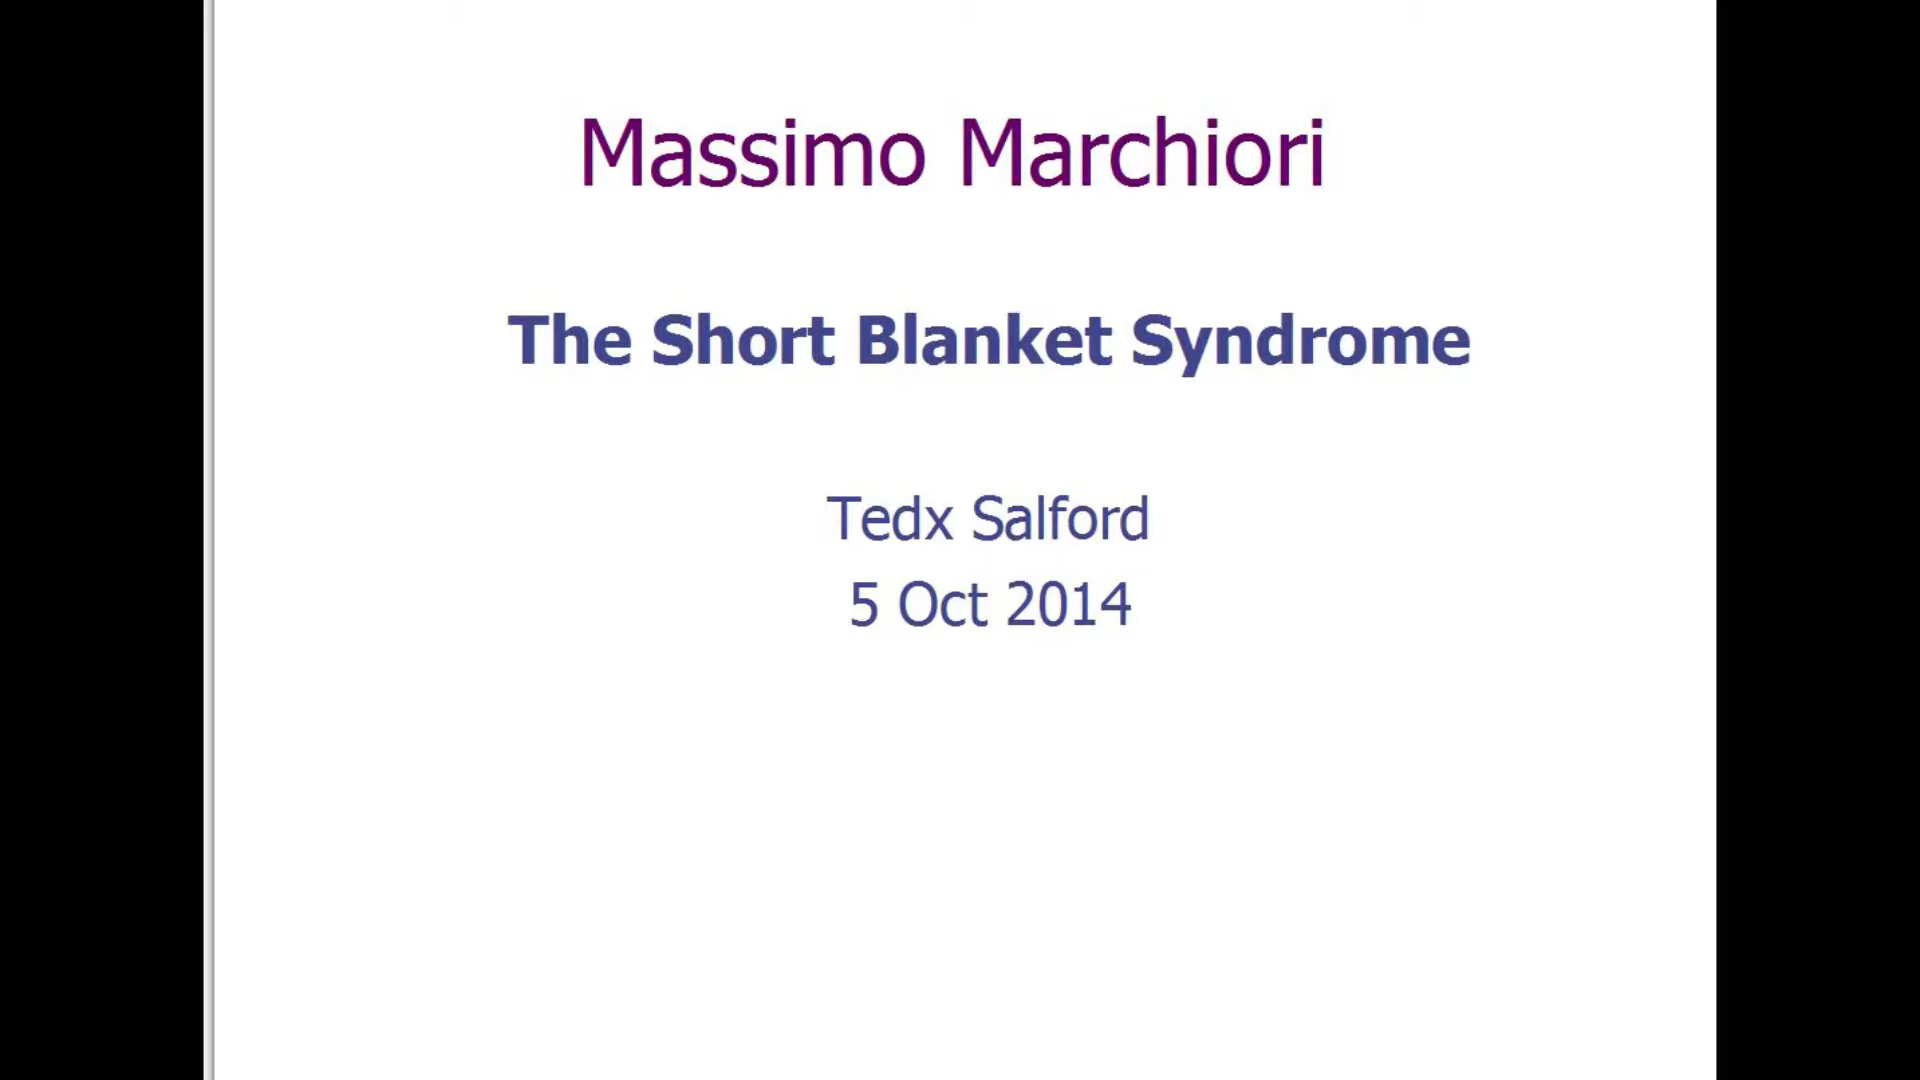 Massimo Marchiori
The Short Blanket Syndrome
Tedx Salford
5 Oct 2014